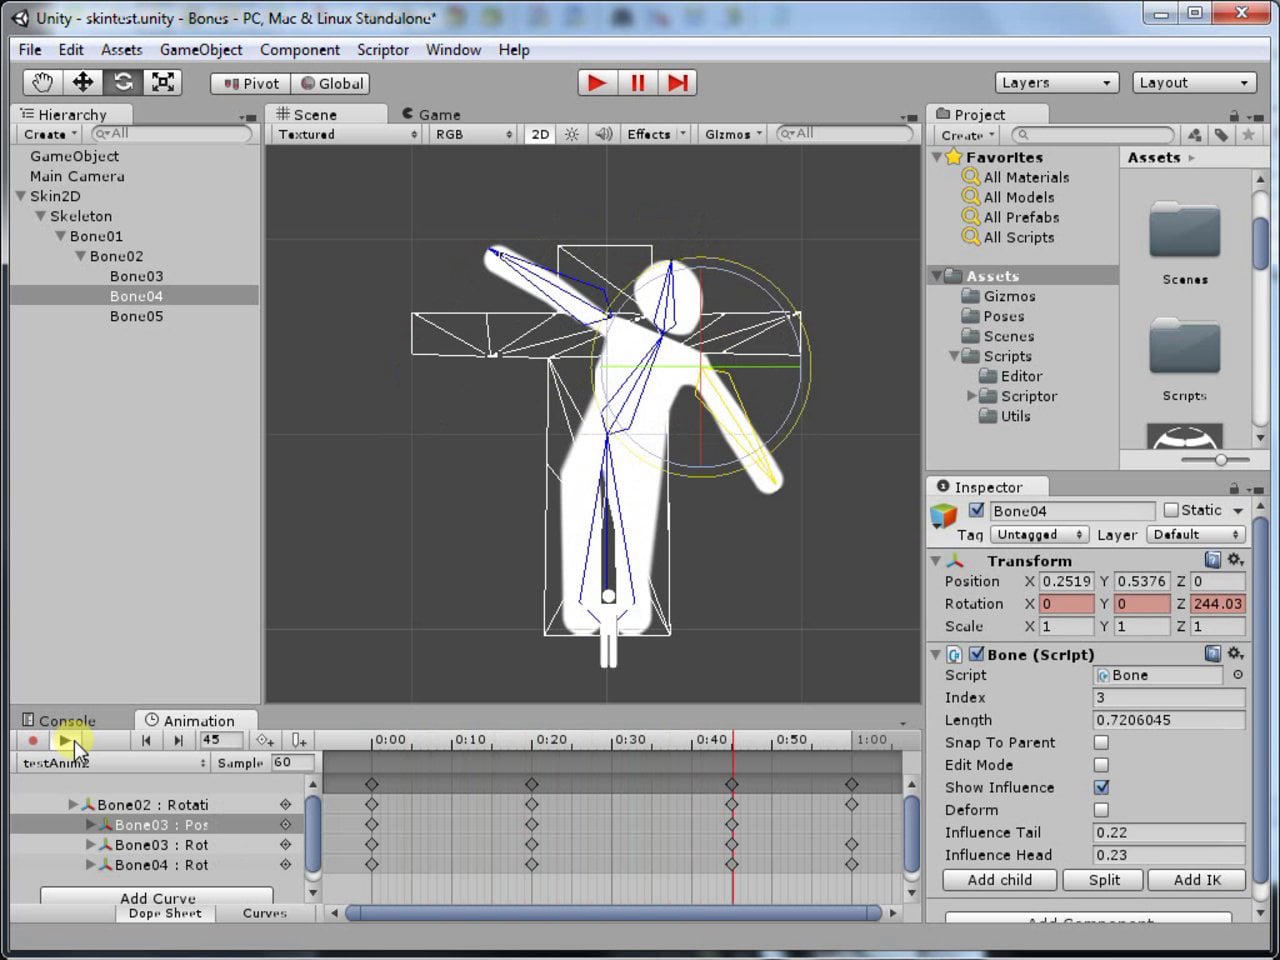 Unity - skintest.unity - Bones - PC, Mac & Linux Standalone*
File Edit Assets GameObject Component Scriptor Window Help
Pivot Global Layers Layout
Hierarchy
Create All
GameObject
Main Camera
Skin2D
Skeleton
Bone01
Bone02
Bone03
Bone04
Bone05
Scene Game
Textured RGB 2D Effects Gizmos All
Project
Create
Favorites
All Materials
All Models
All Prefabs
All Scripts
Assets
Gizmos
Poses
Scenes
Scripts
Editor
Scriptor
Utils
Assets
Scenes
Scripts
Inspector
Bone04 Static
Tag Untagged Layer Default
Transform
Position X 0.2519 Y 0.5376 Z 0
Rotation X 0 Y 0 Z 244.03
Scale X 1 Y 1 Z 1
Bone (Script)
Script Bone
Index 3
Length 0.7206045
Snap To Parent
Edit Mode
Show Influence
Deform
Influence Tail 0.22
Influence Head 0.23
Add child Split Add IK
Add Component
Console Animation
45 0:00 0:10 0:20 0:30 0:40 0:50 1:00
Sample 60
Bone02 : Rotati
Bone03 : Pos
Bone03 : Rot
Bone04 : Rot
Add Curve
Dope Sheet Curves